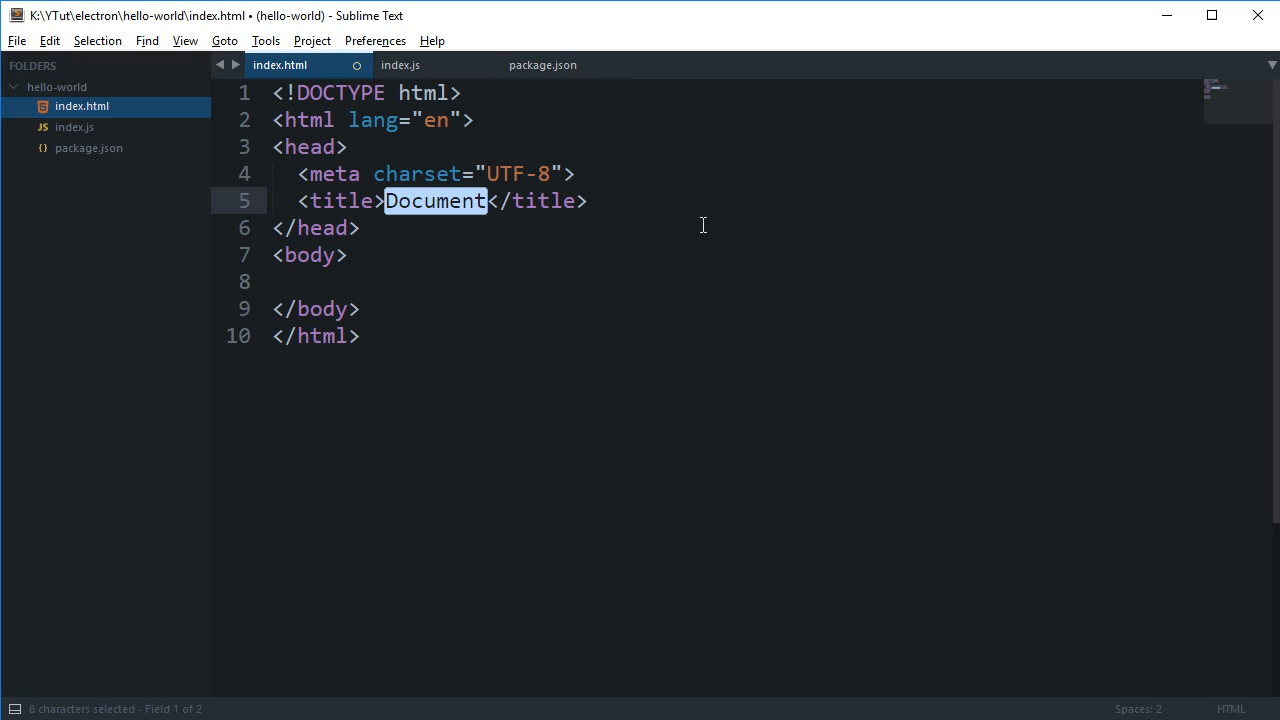 K:\YTut\electron\hello-world\index.html • (hello-world) - Sublime Text
File Edit Selection Find View Goto Tools Project Preferences Help
FOLDERS
hello-world
index.html
JS index.js
{} package.json
index.html index.js package.json
1 <!DOCTYPE html>
2 <html lang="en">
3 <head>
4 <meta charset="UTF-8">
5 <title>Document</title>
6 </head>
7 <body>
8
9 </body>
10 </html>
8 characters selected - Field 1 of 2 Spaces: 2 HTML